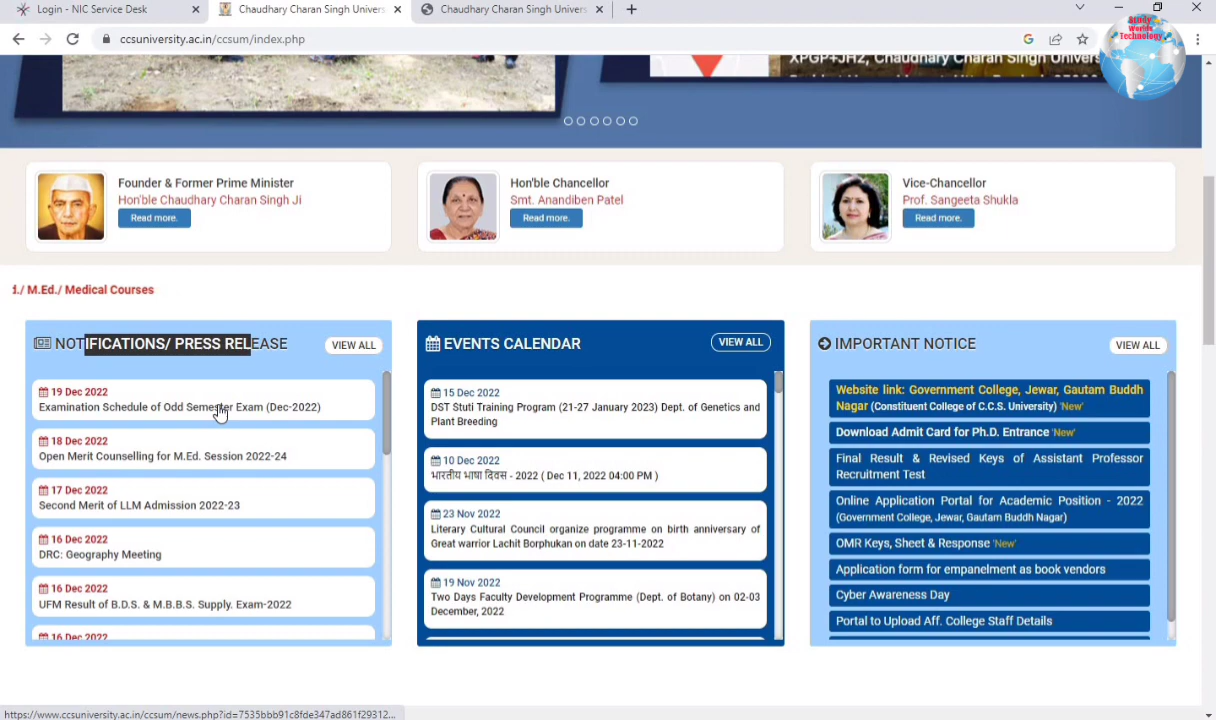 Login - NIC Service Desk
Chaudhary Charan Singh Univers
Chaudhary Charan Singh Univers
ccsuniversity.ac.in/ccsum/index.php
Study
Worlds
Technology
XPGP+JH2, Chaudhary Charan Singh Univers
Founder & Former Prime Minister
Hon'ble Chaudhary Charan Singh Ji
Read more.
Hon'ble Chancellor
Smt. Anandiben Patel
Read more.
Vice-Chancellor
Prof. Sangeeta Shukla
Read more.
./ M.Ed./ Medical Courses
NOTIFICATIONS/ PRESS RELEASE
VIEW ALL
19 Dec 2022
Examination Schedule of Odd Semester Exam (Dec-2022)
18 Dec 2022
Open Merit Counselling for M.Ed. Session 2022-24
17 Dec 2022
Second Merit of LLM Admission 2022-23
16 Dec 2022
DRC: Geography Meeting
16 Dec 2022
UFM Result of B.D.S. & M.B.B.S. Supply. Exam-2022
16 Dec 2022
EVENTS CALENDAR
VIEW ALL
15 Dec 2022
DST Stuti Training Program (21-27 January 2023) Dept. of Genetics and
Plant Breeding
10 Dec 2022
भारतीय भाषा दिवस - 2022 ( Dec 11, 2022 04:00 PM )
23 Nov 2022
Literary Cultural Council organize programme on birth anniversary of
Great warrior Lachit Borphukan on date 23-11-2022
19 Nov 2022
Two Days Faculty Development Programme (Dept. of Botany) on 02-03
December, 2022
IMPORTANT NOTICE
VIEW ALL
Website link: Government College, Jewar, Gautam Buddh
Nagar (Constituent College of C.C.S. University) 'New'
Download Admit Card for Ph.D. Entrance 'New'
Final Result & Revised Keys of Assistant Professor
Recruitment Test
Online Application Portal for Academic Position - 2022
(Government College, Jewar, Gautam Buddh Nagar)
OMR Keys, Sheet & Response 'New'
Application form for empanelment as book vendors
Cyber Awareness Day
Portal to Upload Aff. College Staff Details
https://www.ccsuniversity.ac.in/ccsum/news.php?id=7535bbb91c8fde347ad861f29312...